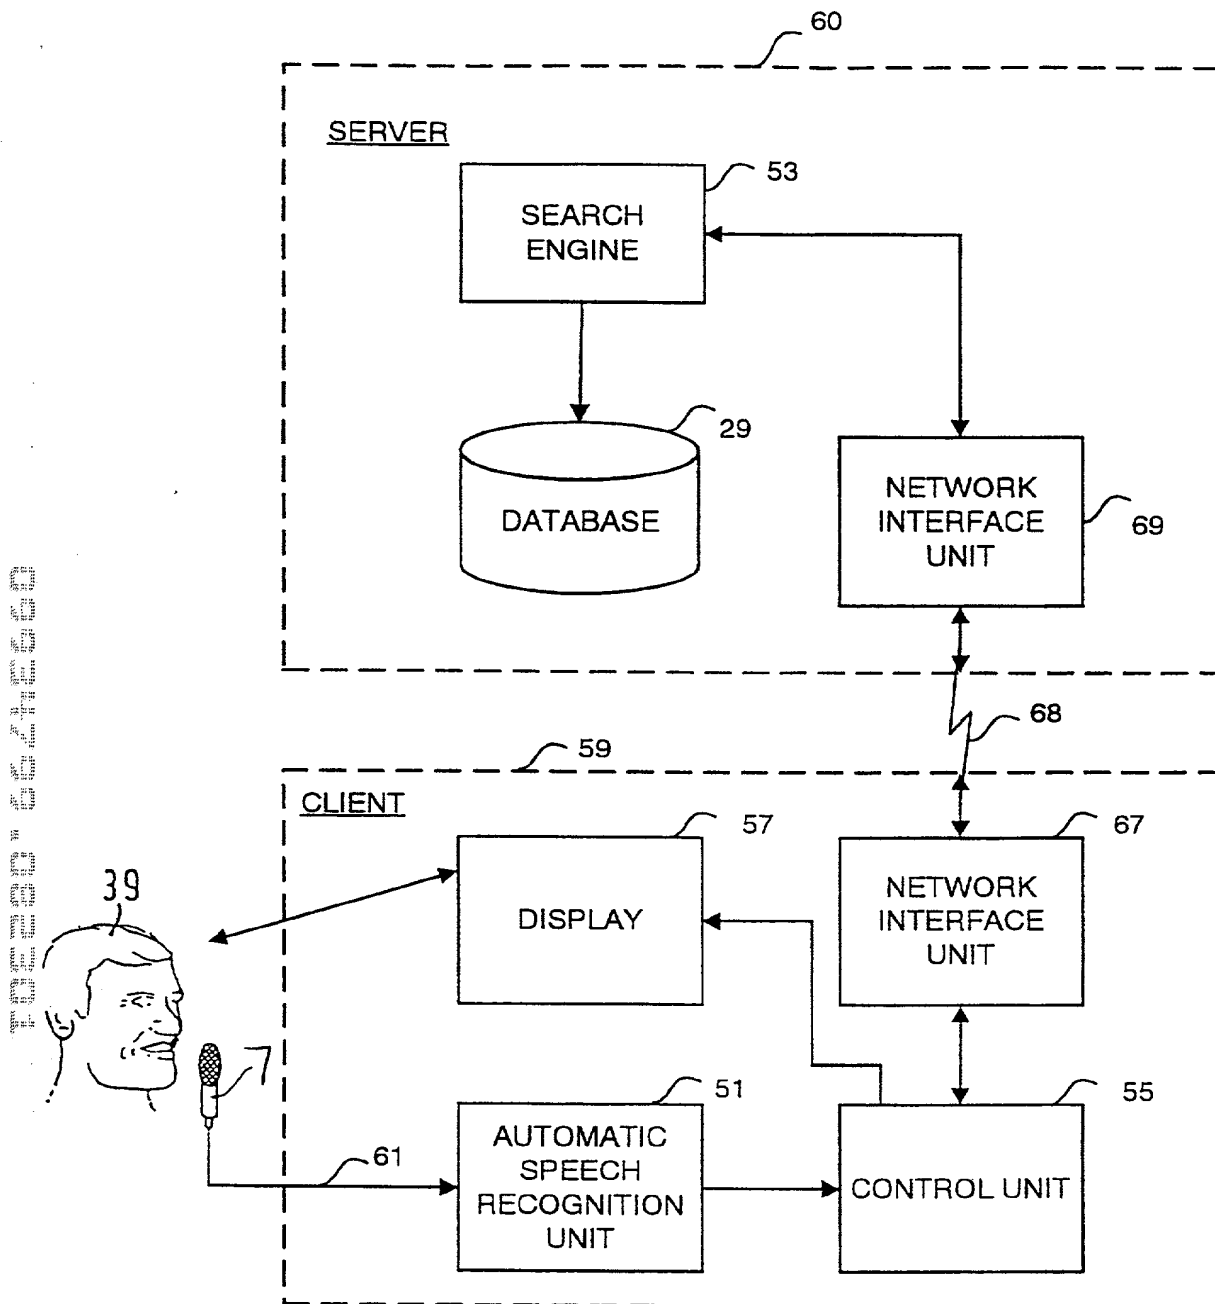 60
SERVER
53
SEARCH
ENGINE
29
DATABASE
NETWORK
INTERFACE
UNIT
69
68
59
CLIENT
57
67
39
DISPLAY
NETWORK
INTERFACE
UNIT
7
51
55
61
AUTOMATIC
SPEECH
RECOGNITION
UNIT
CONTROL UNIT